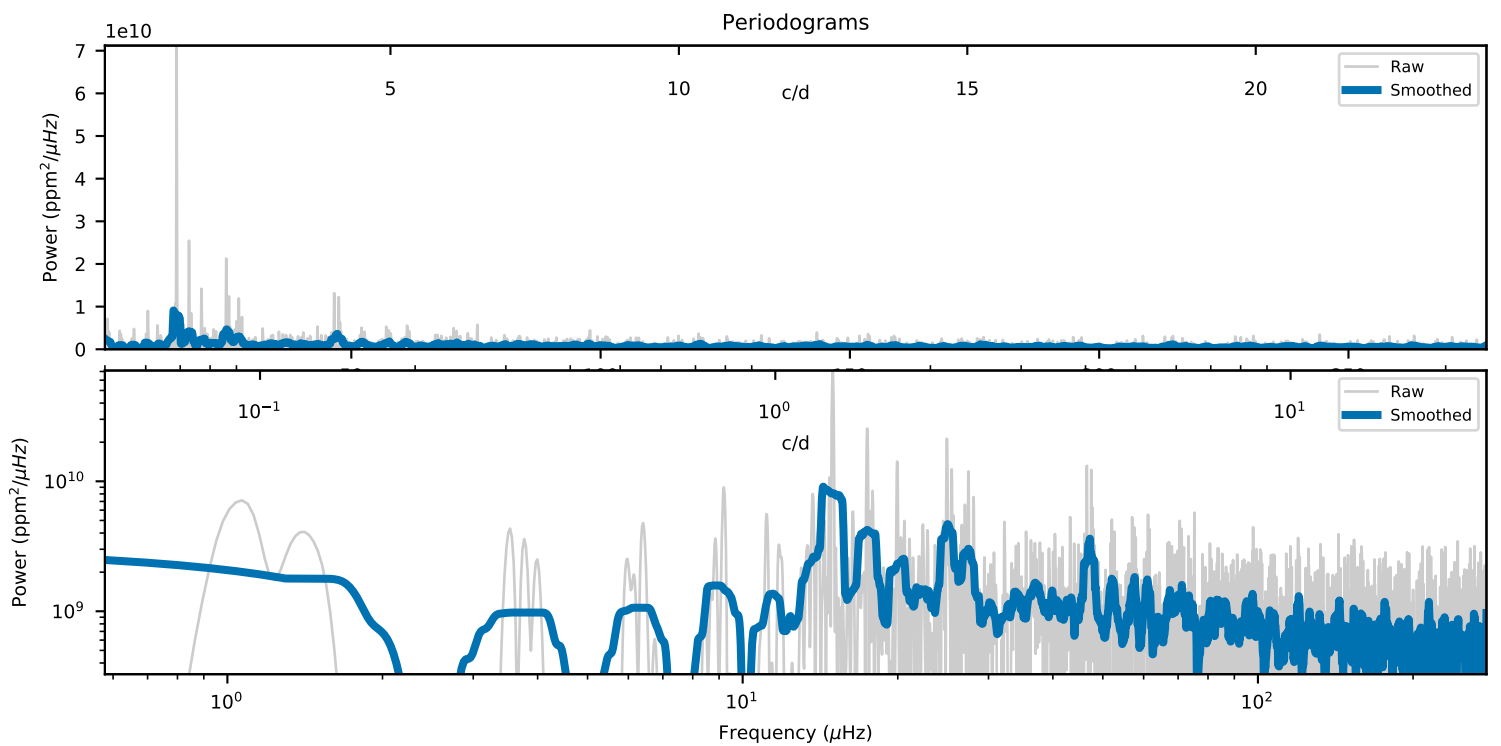 Periodograms
1e10
7
6
5
4
3
2
1
0
Power (ppm²/μHz)
5 10 15 20
c/d
Raw
Smoothed
10⁻¹ 10⁰ 10¹
c/d
Raw
Smoothed
10¹⁰
10⁹
Power (ppm²/μHz)
10⁰ 10¹ 10²
Frequency (μHz)